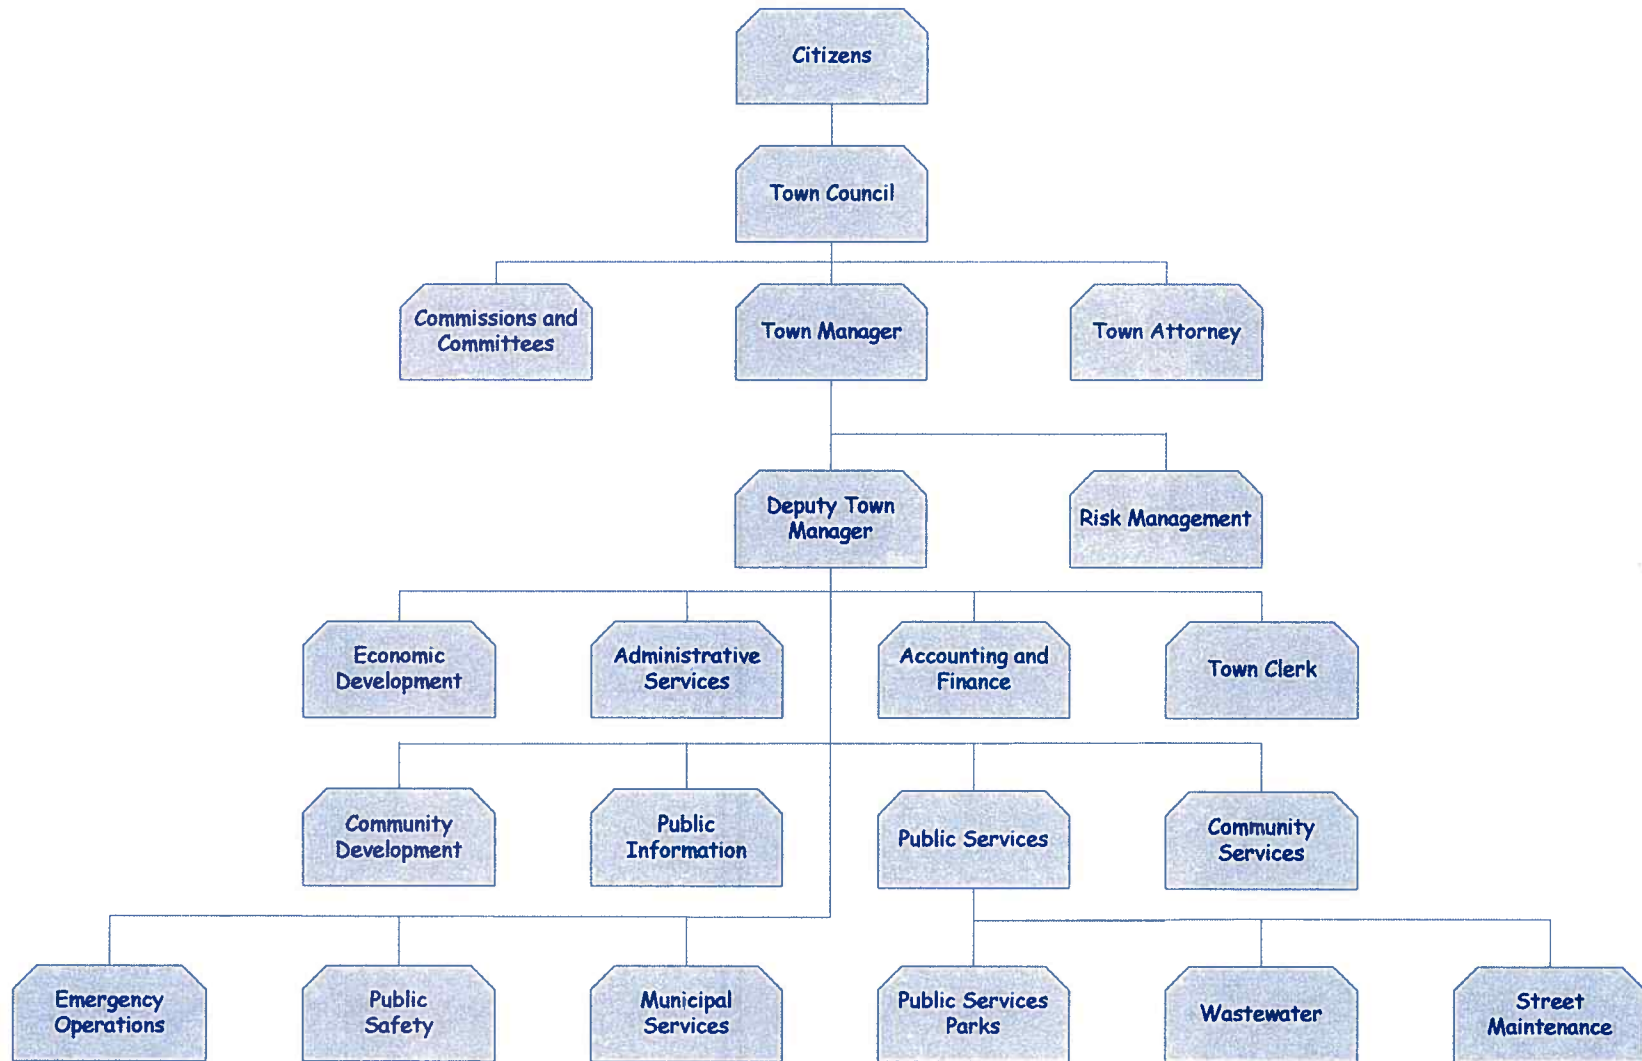 Citizens
Town Council
Commissions and
Committees
Town Manager
Town Attorney
Deputy Town
Manager
Risk Management
Economic
Development
Administrative
Services
Accounting and
Finance
Town Clerk
Community
Development
Public
Information
Public Services
Community
Services
Emergency
Operations
Public
Safety
Municipal
Services
Public Services
Parks
Wastewater
Street
Maintenance